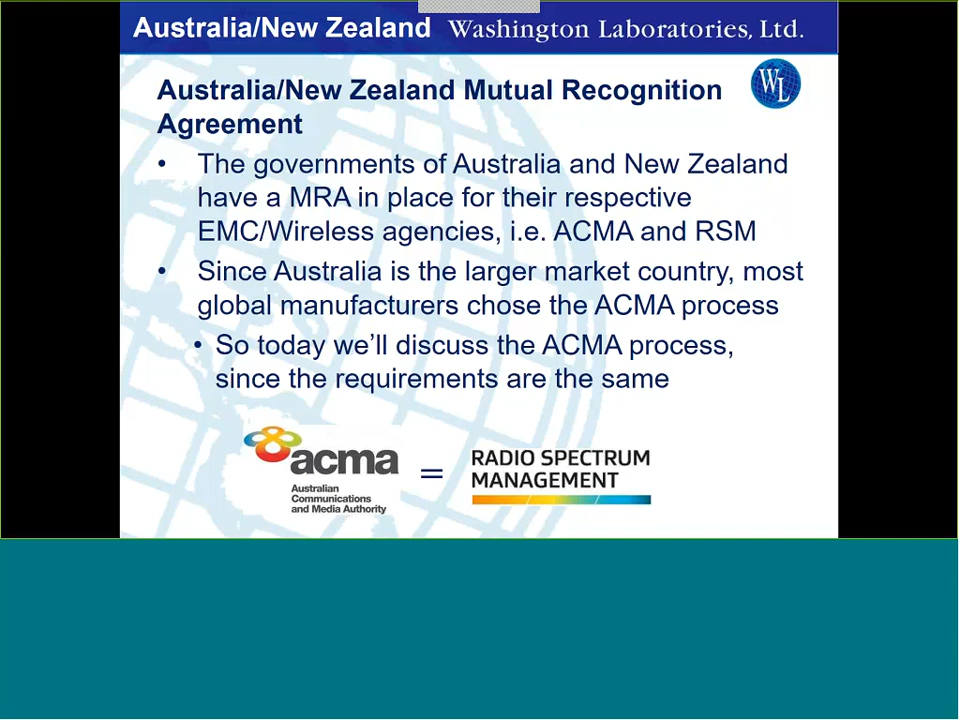 Australia/New Zealand Washington Laboratories, Ltd.
WL
Australia/New Zealand Mutual Recognition
Agreement
• The governments of Australia and New Zealand
have a MRA in place for their respective
EMC/Wireless agencies, i.e. ACMA and RSM
• Since Australia is the larger market country, most
global manufacturers chose the ACMA process
• So today we’ll discuss the ACMA process,
since the requirements are the same
acma
Australian
Communications
and Media Authority
=
RADIO SPECTRUM
MANAGEMENT